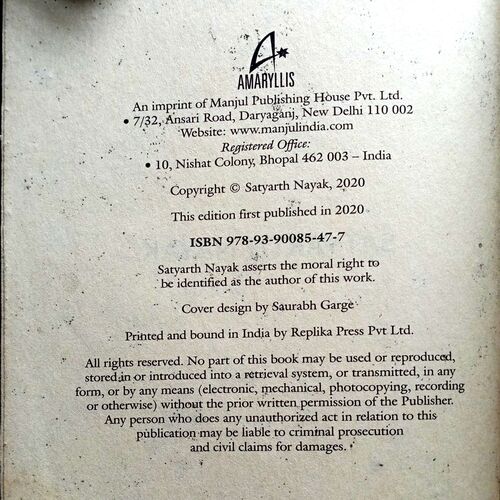 AMARYLLIS
An imprint of Manjul Publishing House Pvt. Ltd.
• 7/32, Ansari Road, Daryaganj, New Delhi 110 002
Website: www.manjulindia.com
Registered Office:
• 10, Nishat Colony, Bhopal 462 003 – India
Copyright © Satyarth Nayak, 2020
This edition first published in 2020
ISBN 978-93-90085-47-7
Satyarth Nayak asserts the moral right to
be identified as the author of this work.
Cover design by Saurabh Garge
Printed and bound in India by Replika Press Pvt Ltd.
All rights reserved. No part of this book may be used or reproduced,
stored in or introduced into a retrieval system, or transmitted, in any
form, or by any means (electronic, mechanical, photocopying, recording
or otherwise) without the prior written permission of the Publisher.
Any person who does any unauthorized act in relation to this
publication may be liable to criminal prosecution
and civil claims for damages.